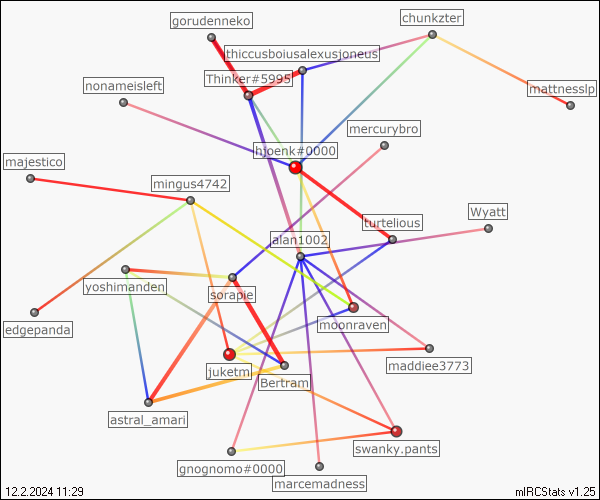 chunkzter
gorudenneko
thiccusboiusalexusjoneus
Thinker#5995
nonameisleft
mattnesslp
mercurybro
hjoenk#0000
majestico
mingus4742
Wyatt
turtelious
alan1002
yoshimanden
sorapie
moonraven
edgepanda
maddiee3773
juketm
Bertram
astral_amari
swanky.pants
gnognomo#0000
marcemadness
12.2.2024 11:29
mIRCStats v1.25